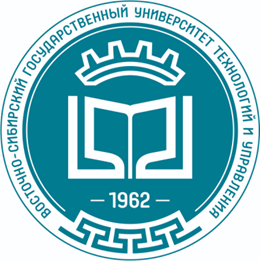 ВОСТОЧНО-СИБИРСКИЙ ГОСУДАРСТВЕННЫЙ УНИВЕРСИТЕТ ТЕХНОЛОГИЙ И УПРАВЛЕНИЯ
– 1962 –